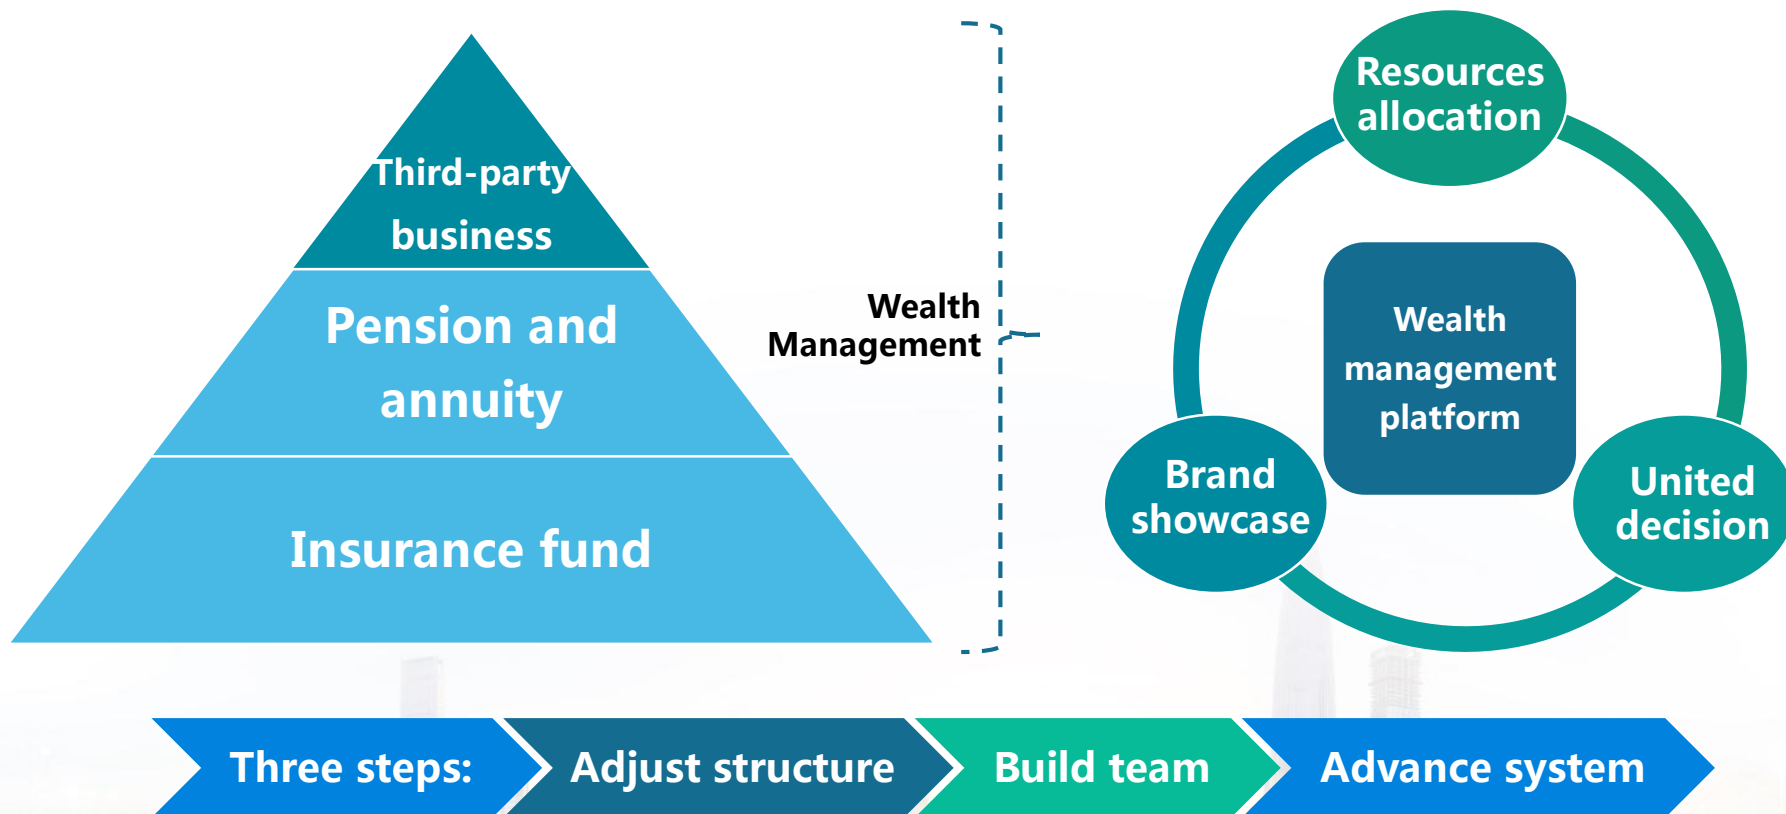 Third-party
business
Pension and
annuity
Insurance fund
Wealth
Management
Resources
allocation
Wealth
management
platform
Brand
showcase
United
decision
Three steps:
Adjust structure
Build team
Advance system